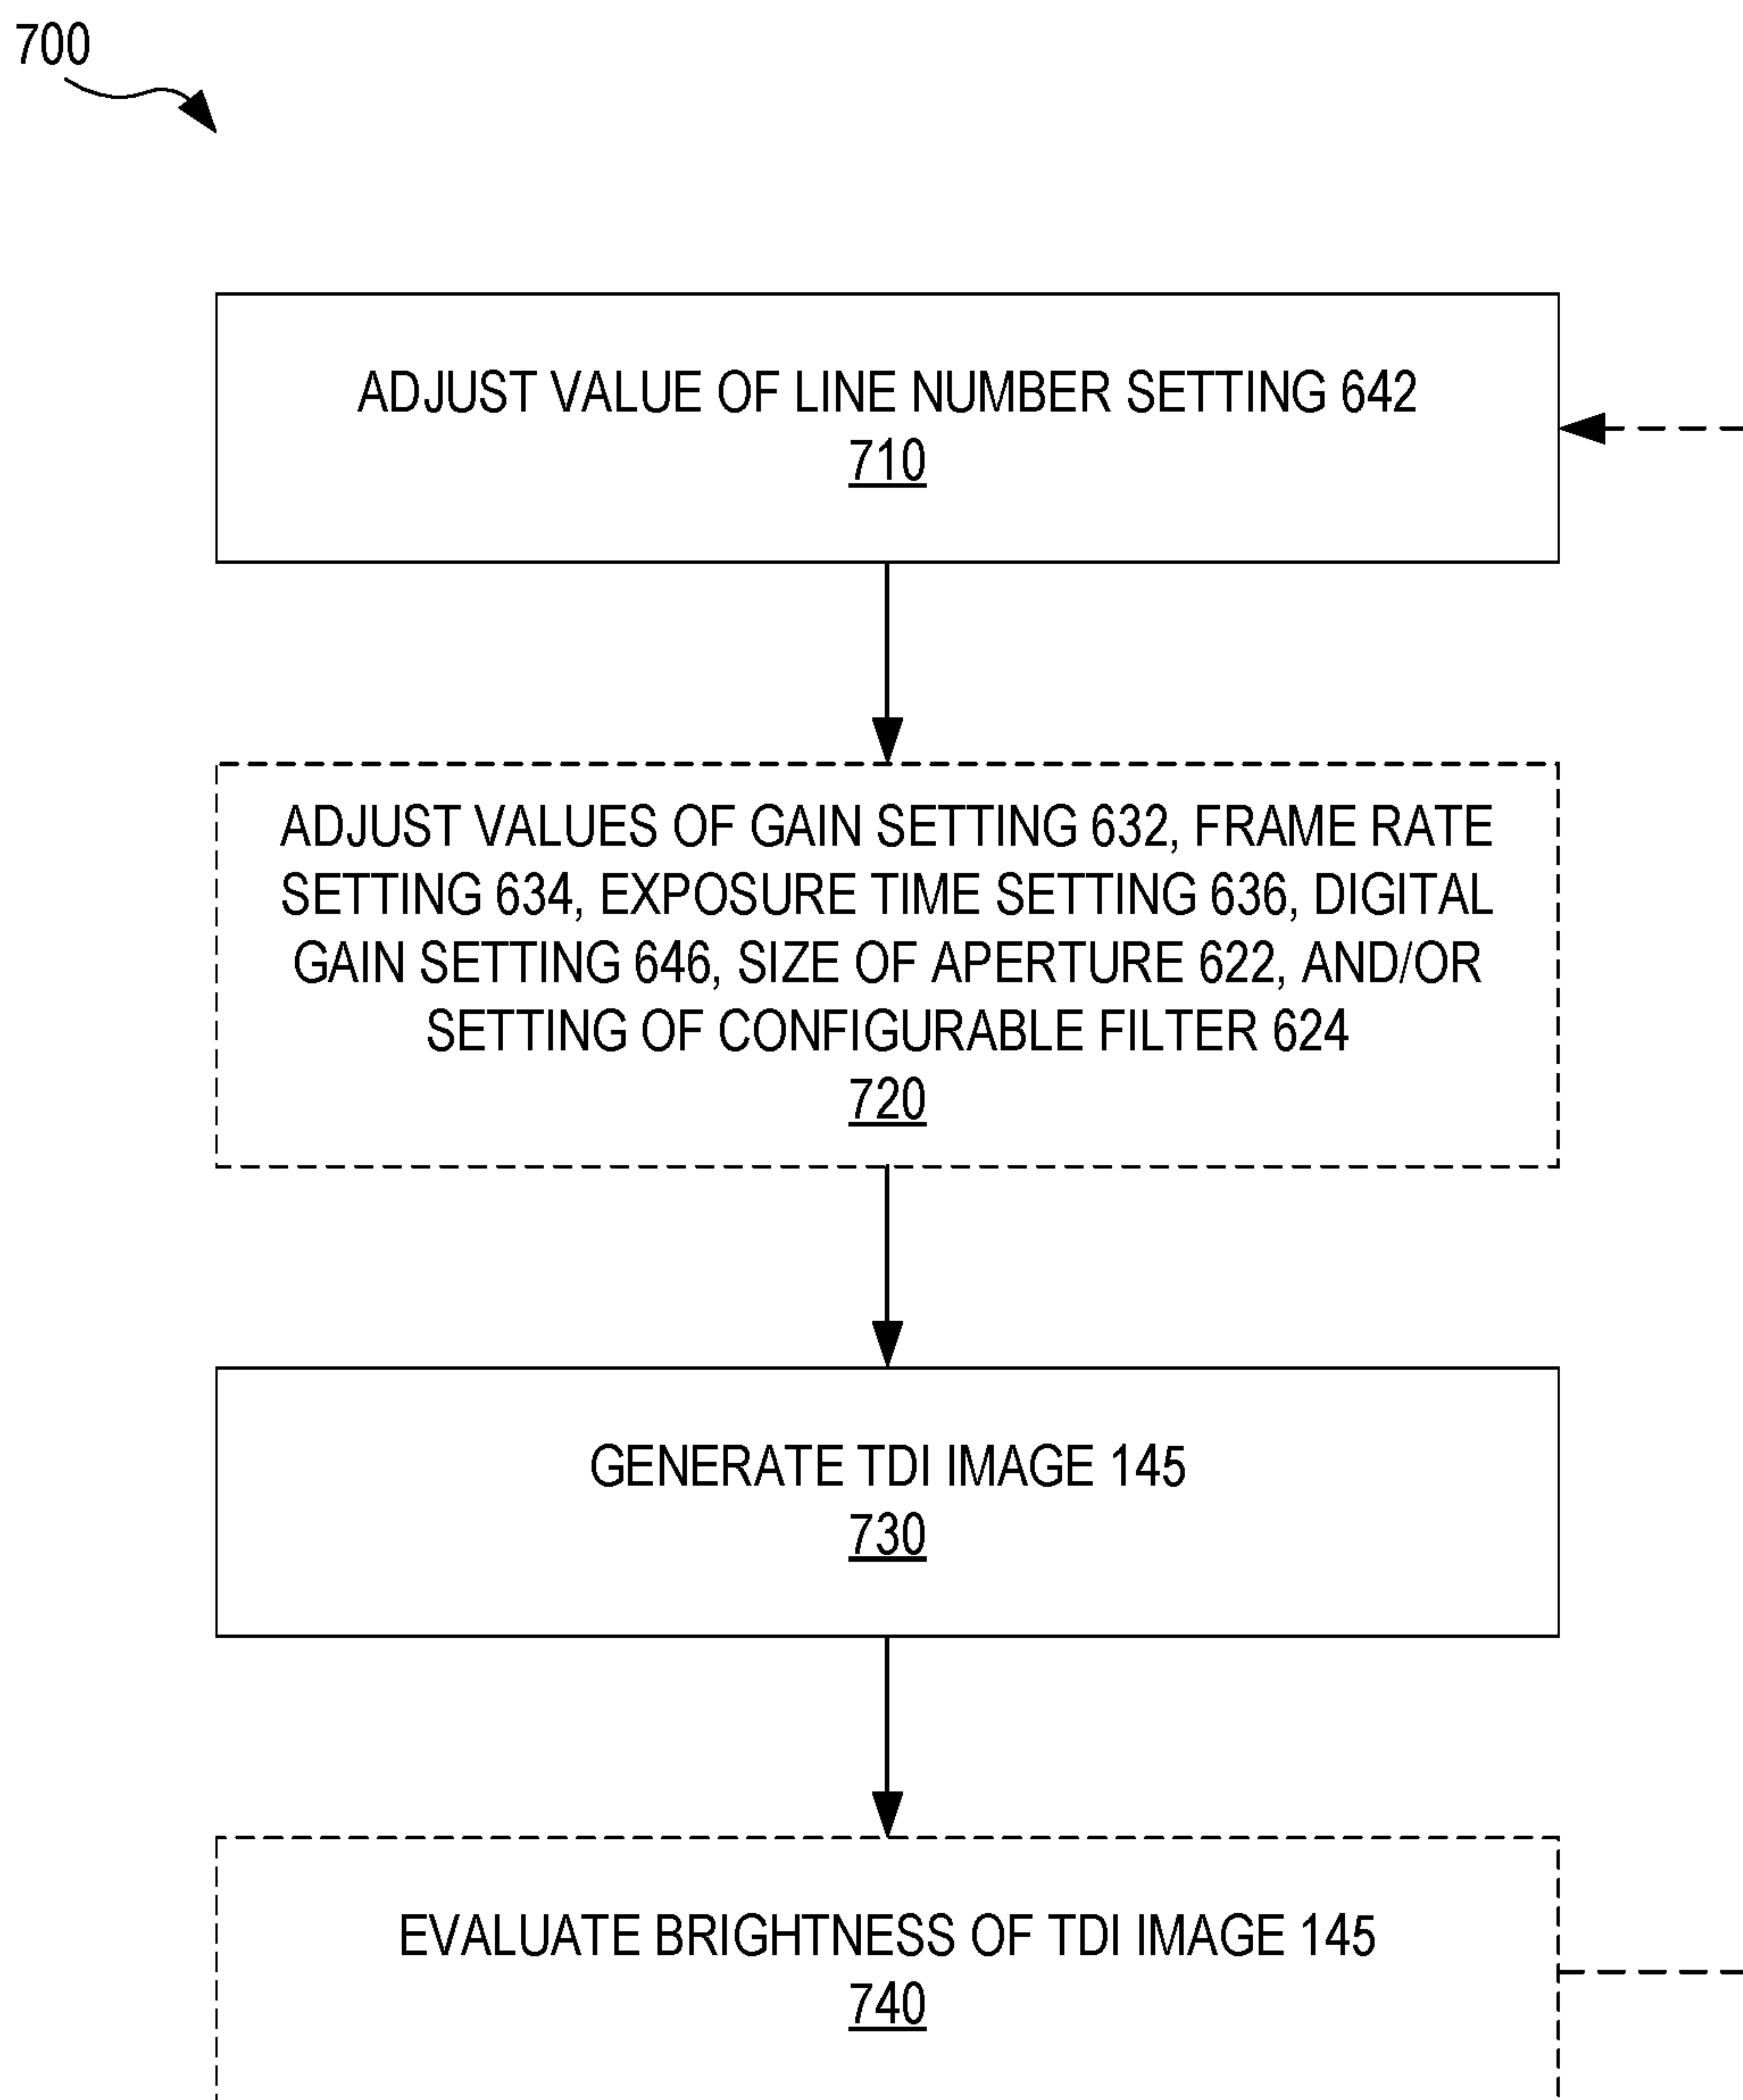 700
ADJUST VALUE OF LINE NUMBER SETTING 642
710
ADJUST VALUES OF GAIN SETTING 632, FRAME RATE
SETTING 634, EXPOSURE TIME SETTING 636, DIGITAL
GAIN SETTING 646, SIZE OF APERTURE 622, AND/OR
SETTING OF CONFIGURABLE FILTER 624
720
GENERATE TDI IMAGE 145
730
EVALUATE BRIGHTNESS OF TDI IMAGE 145
740